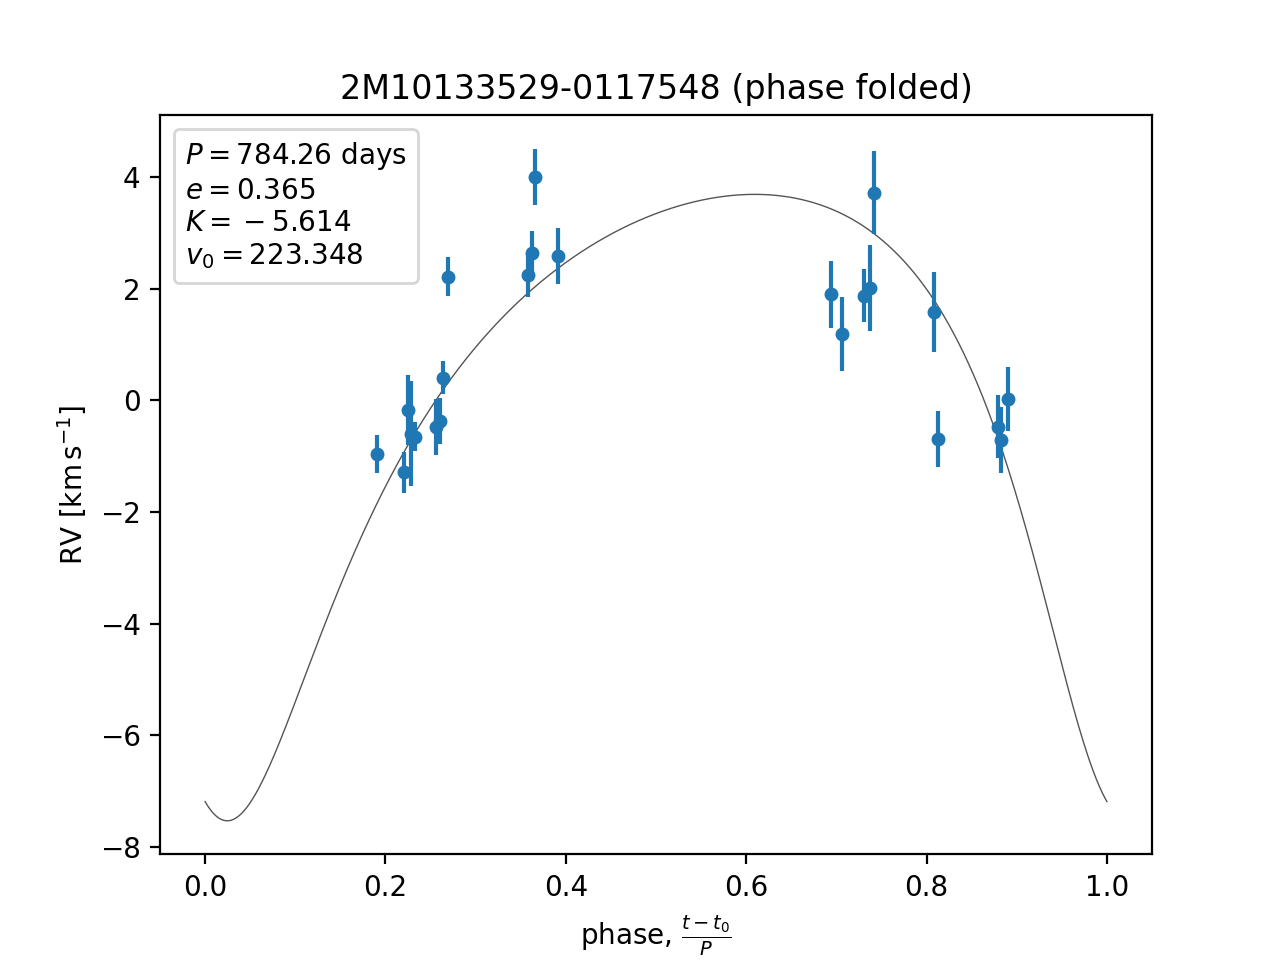 2M10133529-0117548 (phase folded)
P = 784.26 days
e = 0.365
K = −5.614
v₀ = 223.348
RV [km s⁻¹]
4
2
0
−2
−4
−6
−8
0.0 0.2 0.4 0.6 0.8 1.0
phase, (t − t₀)/P